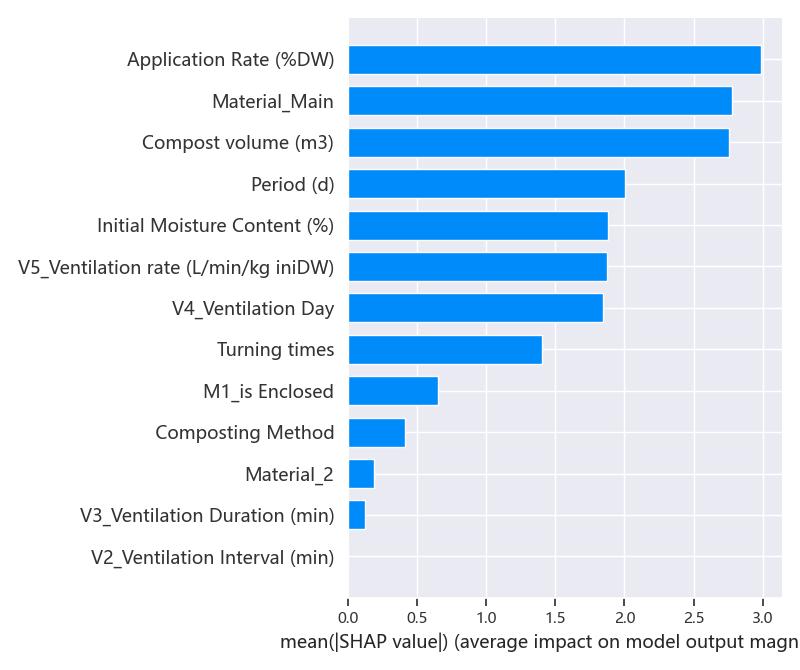 Application Rate (%DW)
Material_Main
Compost volume (m3)
Period (d)
Initial Moisture Content (%)
V5_Ventilation rate (L/min/kg iniDW)
V4_Ventilation Day
Turning times
M1_is Enclosed
Composting Method
Material_2
V3_Ventilation Duration (min)
V2_Ventilation Interval (min)
0.0 0.5 1.0 1.5 2.0 2.5 3.0
mean(|SHAP value|) (average impact on model output magn